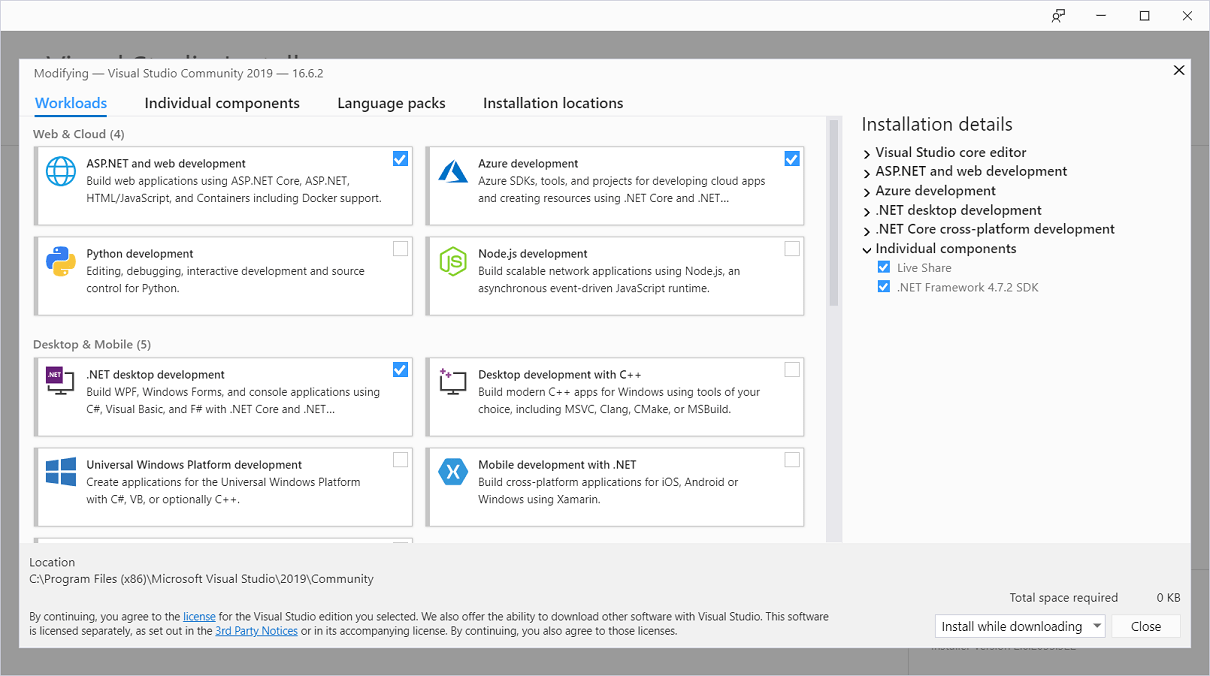 Modifying — Visual Studio Community 2019 — 16.6.2
Workloads
Individual components
Language packs
Installation locations
Web & Cloud (4)
ASP.NET and web development
Build web applications using ASP.NET Core, ASP.NET,
HTML/JavaScript, and Containers including Docker support.
Azure development
Azure SDKs, tools, and projects for developing cloud apps
and creating resources using .NET Core and .NET...
Python development
Editing, debugging, interactive development and source
control for Python.
Node.js development
Build scalable network applications using Node.js, an
asynchronous event-driven JavaScript runtime.
Desktop & Mobile (5)
.NET
.NET desktop development
Build WPF, Windows Forms, and console applications using
C#, Visual Basic, and F# with .NET Core and .NET...
Desktop development with C++
Build modern C++ apps for Windows using tools of your
choice, including MSVC, Clang, CMake, or MSBuild.
Universal Windows Platform development
Create applications for the Universal Windows Platform
with C#, VB, or optionally C++.
Mobile development with .NET
Build cross-platform applications for iOS, Android or
Windows using Xamarin.
Installation details
Visual Studio core editor
ASP.NET and web development
Azure development
.NET desktop development
.NET Core cross-platform development
Individual components
Live Share
.NET Framework 4.7.2 SDK
Location
C:\Program Files (x86)\Microsoft Visual Studio\2019\Community
Total space required 0 KB
By continuing, you agree to the license for the Visual Studio edition you selected. We also offer the ability to download other software with Visual Studio. This software
is licensed separately, as set out in the 3rd Party Notices or in its accompanying license. By continuing, you also agree to those licenses.
Install while downloading
Close